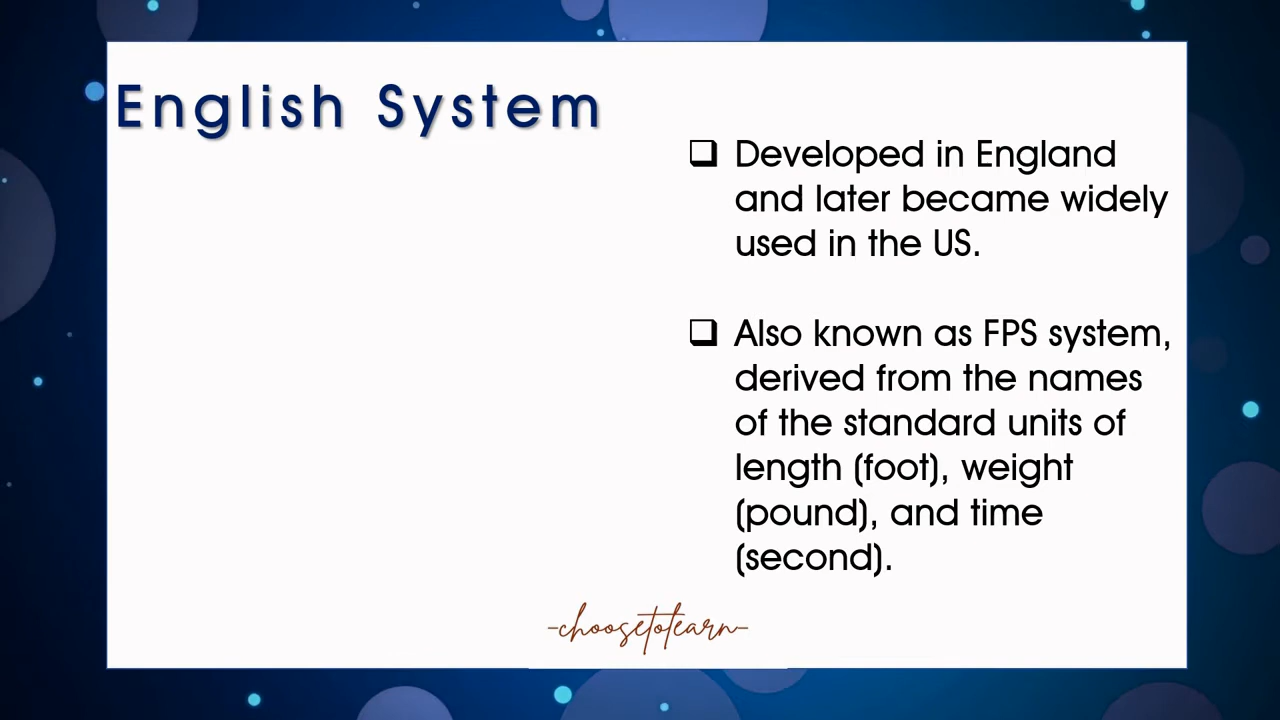 English System
❑ Developed in England
and later became widely
used in the US.
❑ Also known as FPS system,
derived from the names
of the standard units of
length (foot), weight
(pound), and time
(second).
-choosetolearn-